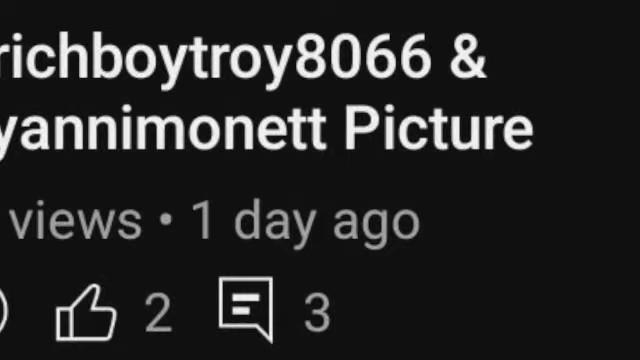 richboytroy8066 &
yannimonett Picture
views • 1 day ago
2 3